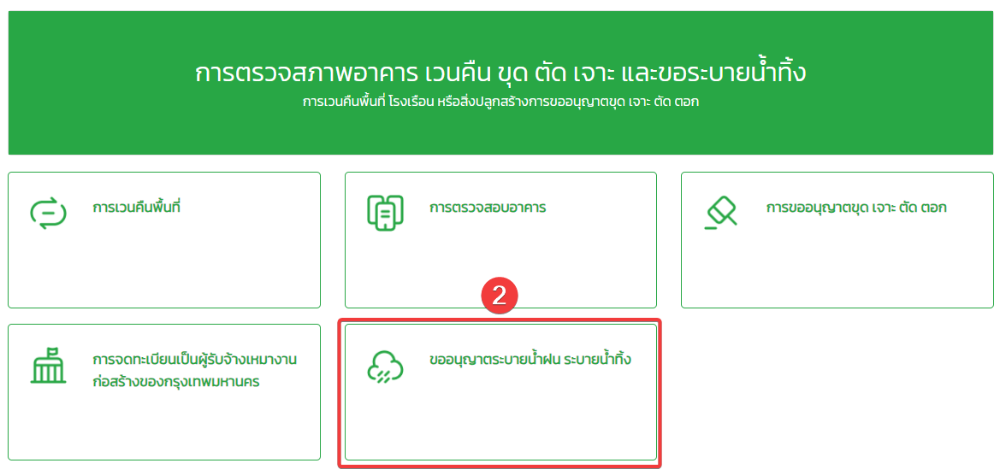 การตรวจสภาพอาคาร เวนคืน ขุด ตัด เจาะ และขอระบายน้ำทิ้ง
การเวนคืนพื้นที่ โรงเรือน หรือสิ่งปลูกสร้างการขออนุญาตขุด เจาะ ตัด ตอก
การเวนคืนพื้นที่
การตรวจสอบอาคาร
การขออนุญาตขุด เจาะ ตัด ตอก
2
การจดทะเบียนเป็นผู้รับจ้างเหมางาน
ก่อสร้างของกรุงเทพมหานคร
ขออนุญาตระบายน้ำฝน ระบายน้ำทิ้ง